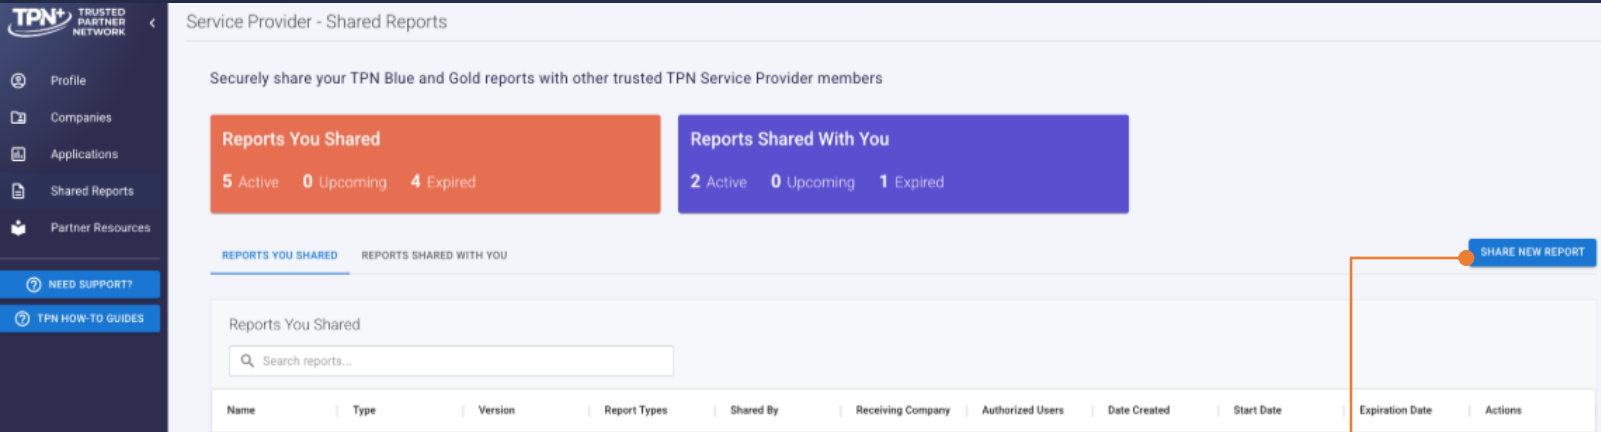 TPN+ TRUSTED
PARTNER
NETWORK
Service Provider - Shared Reports
Profile
Companies
Applications
Shared Reports
Partner Resources
NEED SUPPORT?
TPN HOW-TO GUIDES
Securely share your TPN Blue and Gold reports with other trusted TPN Service Provider members
Reports You Shared
5 Active 0 Upcoming 4 Expired
Reports Shared With You
2 Active 0 Upcoming 1 Expired
REPORTS YOU SHARED REPORTS SHARED WITH YOU
SHARE NEW REPORT
Reports You Shared
Search reports...
Name Type Version Report Types Shared By Receiving Company Authorized Users Date Created Start Date Expiration Date Actions